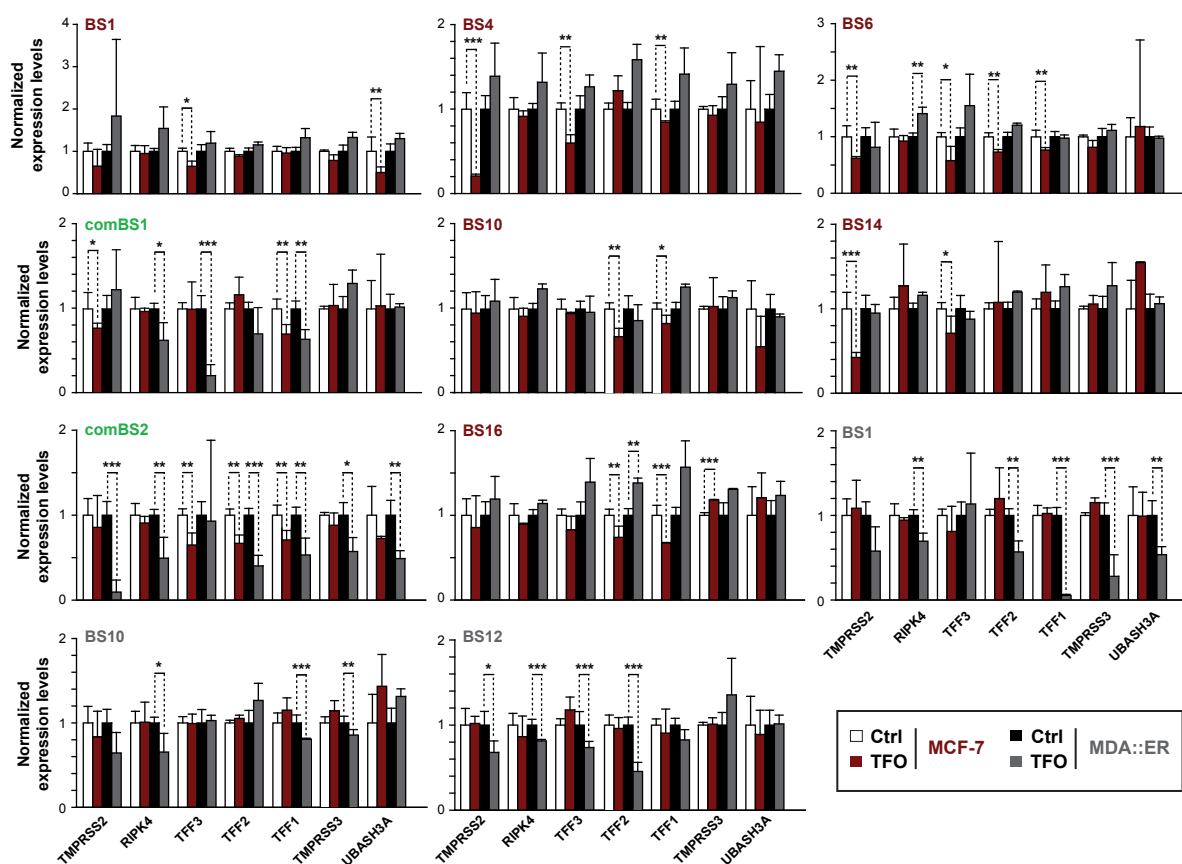 BS1
Normalized
expression levels
4
3
2
1
0
*
**
BS4
2
1
0
***
**
**
BS6
3
2
1
0
**
**
*
**
**
comBS1
Normalized
expression levels
2
1
0
*
*
***
**
**
BS10
2
1
0
**
*
BS14
2
1
0
***
*
comBS2
Normalized
expression levels
2
1
0
***
**
**
**
***
**
**
*
**
BS16
2
1
0
**
**
***
***
BS1
2
1
0
**
**
***
***
**
TMPRSS2
RIPK4
TFF3
TFF2
TFF1
TMPRSS3
UBASH3A
BS10
Normalized
expression levels
2
1
0
*
***
**
TMPRSS2
RIPK4
TFF3
TFF2
TFF1
TMPRSS3
UBASH3A
BS12
2
1
0
*
***
***
***
TMPRSS2
RIPK4
TFF3
TFF2
TFF1
TMPRSS3
UBASH3A
Ctrl MCF-7 Ctrl MDA::ER
TFO TFO